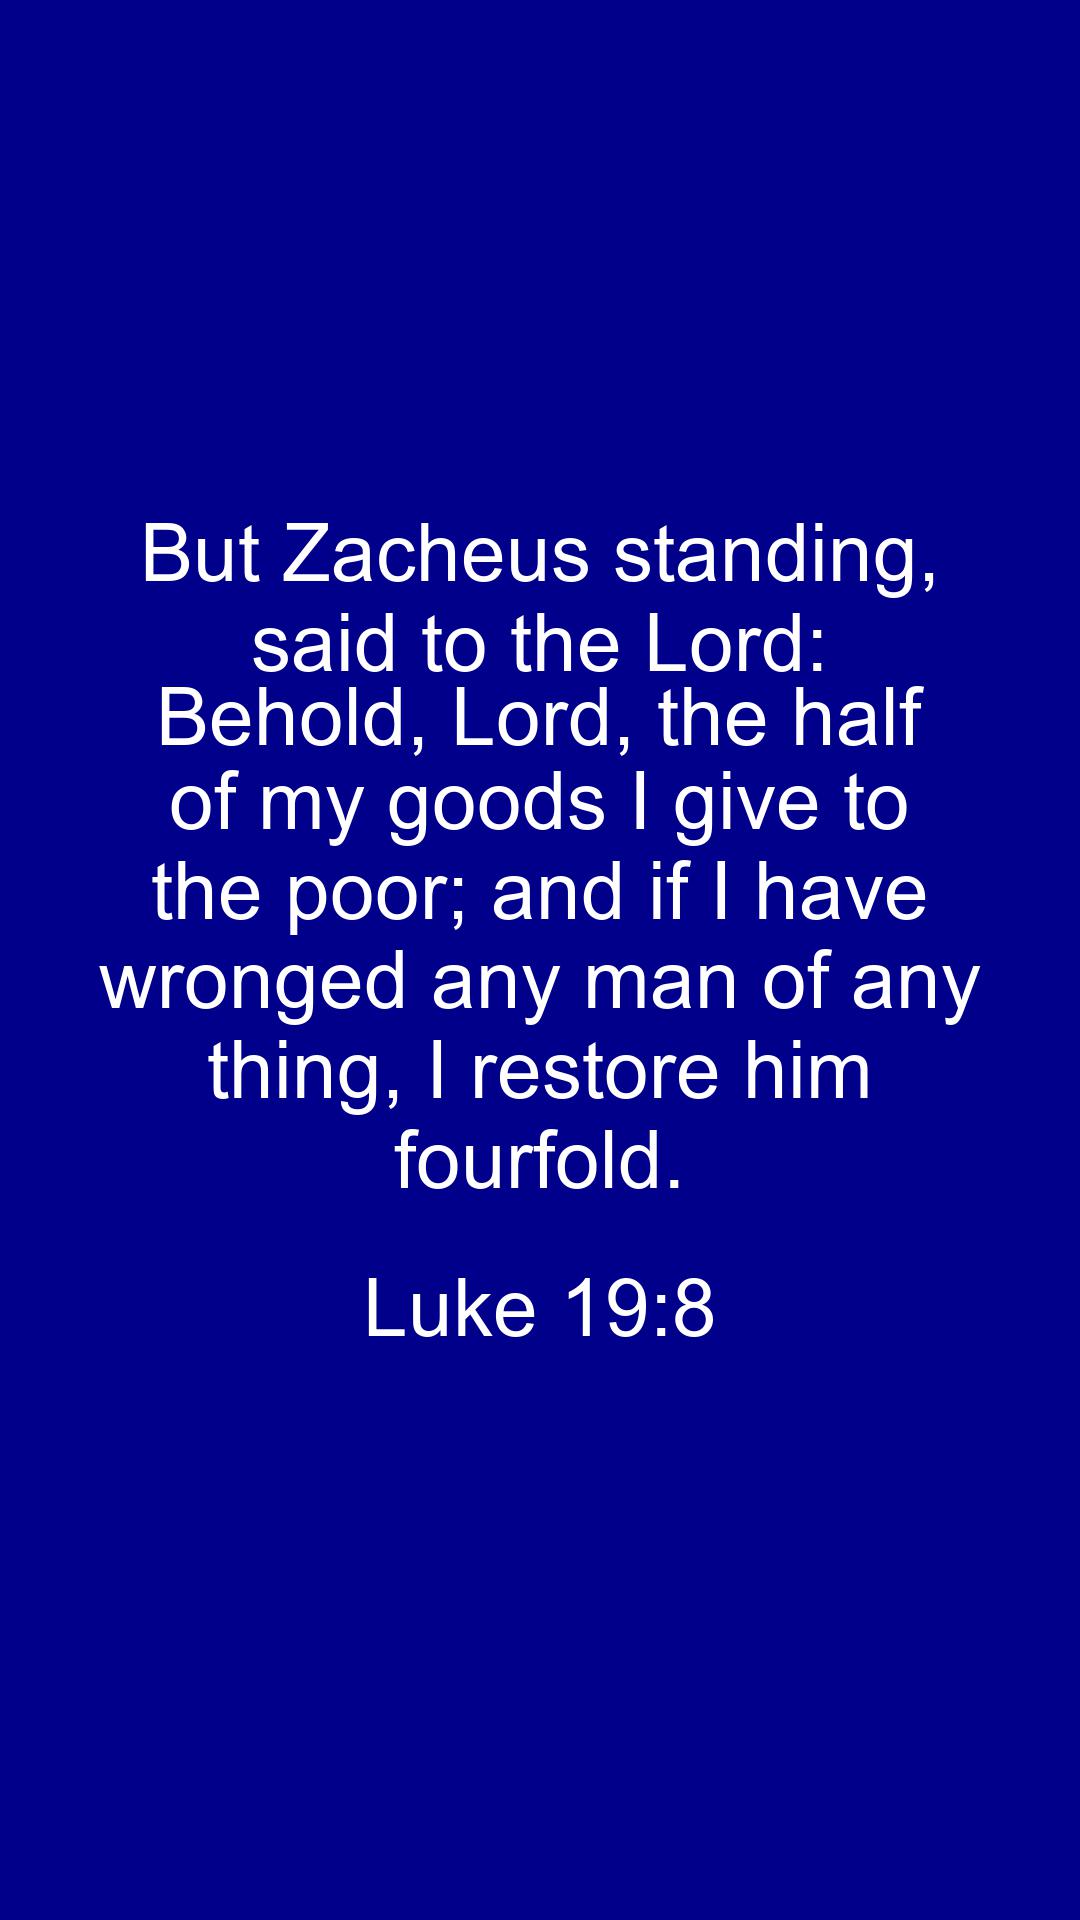 But Zacheus standing,
said to the Lord:
Behold, Lord, the half
of my goods I give to
the poor; and if I have
wronged any man of any
thing, I restore him
fourfold.
Luke 19:8